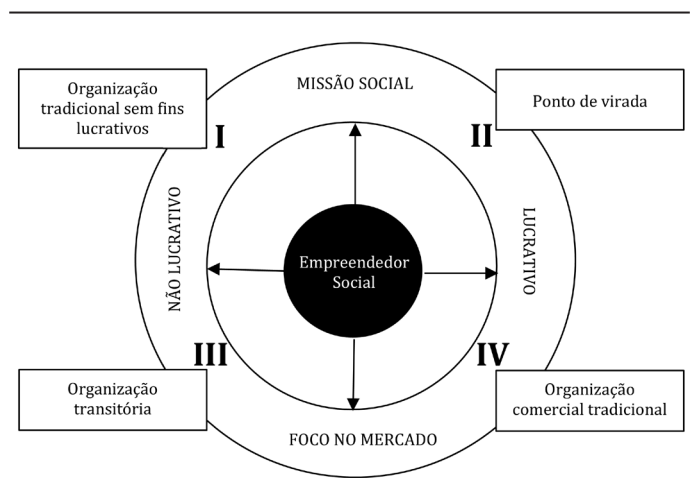 MISSÃO SOCIAL
Organização
tradicional sem fins
lucrativos
Ponto de virada
I
II
NÃO LUCRATIVO
LUCRATIVO
Empreendedor
Social
III
IV
Organização
transitória
Organização
comercial tradicional
FOCO NO MERCADO